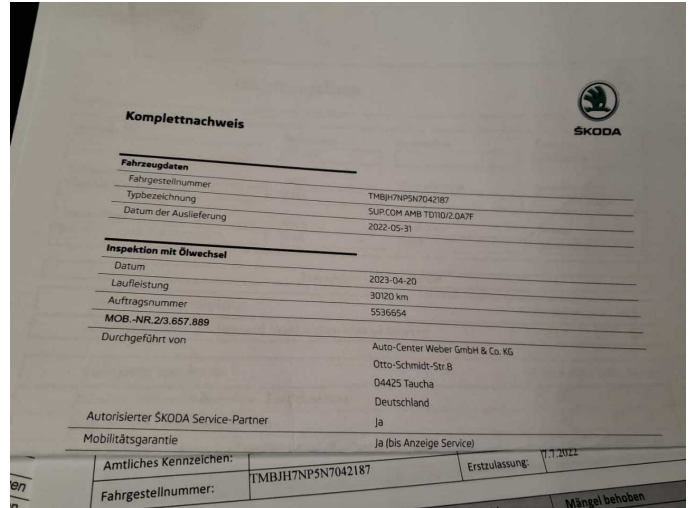 ŠKODA
Komplettnachweis
Fahrzeugdaten
Fahrgestellnummer TMBJH7NP5N7042187
Typbezeichnung SUP.COM AMB TD110/2.0A7F
Datum der Auslieferung 2022-05-31
Inspektion mit Ölwechsel
Datum 2023-04-20
Laufleistung 30120 km
Auftragsnummer 5536654
MOB.-NR.2/3.657.889
Durchgeführt von Auto-Center Weber GmbH & Co. KG
Otto-Schmidt-Str.8
04425 Taucha
Deutschland
Autorisierter ŠKODA Service-Partner Ja
Mobilitätsgarantie Ja (bis Anzeige Service)
Amtliches Kennzeichen: Erstzulassung: 7.7.2022
Fahrgestellnummer: TMBJH7NP5N7042187
Mängel behoben